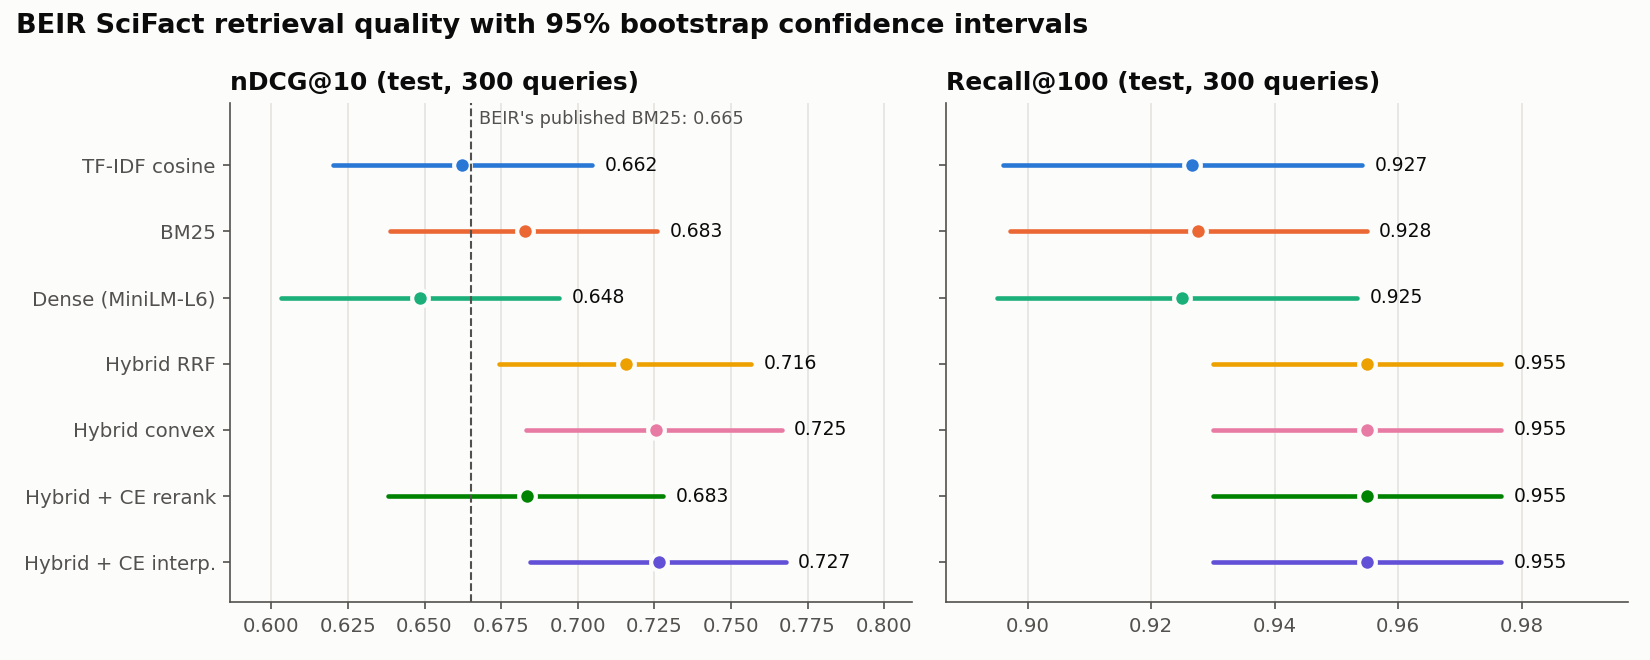 BEIR SciFact retrieval quality with 95% bootstrap confidence intervals
nDCG@10 (test, 300 queries)
BEIR's published BM25: 0.665
TF-IDF cosine
0.662
BM25
0.683
Dense (MiniLM-L6)
0.648
Hybrid RRF
0.716
Hybrid convex
0.725
Hybrid + CE rerank
0.683
Hybrid + CE interp.
0.727
0.600 0.625 0.650 0.675 0.700 0.725 0.750 0.775 0.800
Recall@100 (test, 300 queries)
0.927
0.928
0.925
0.955
0.955
0.955
0.955
0.90 0.92 0.94 0.96 0.98